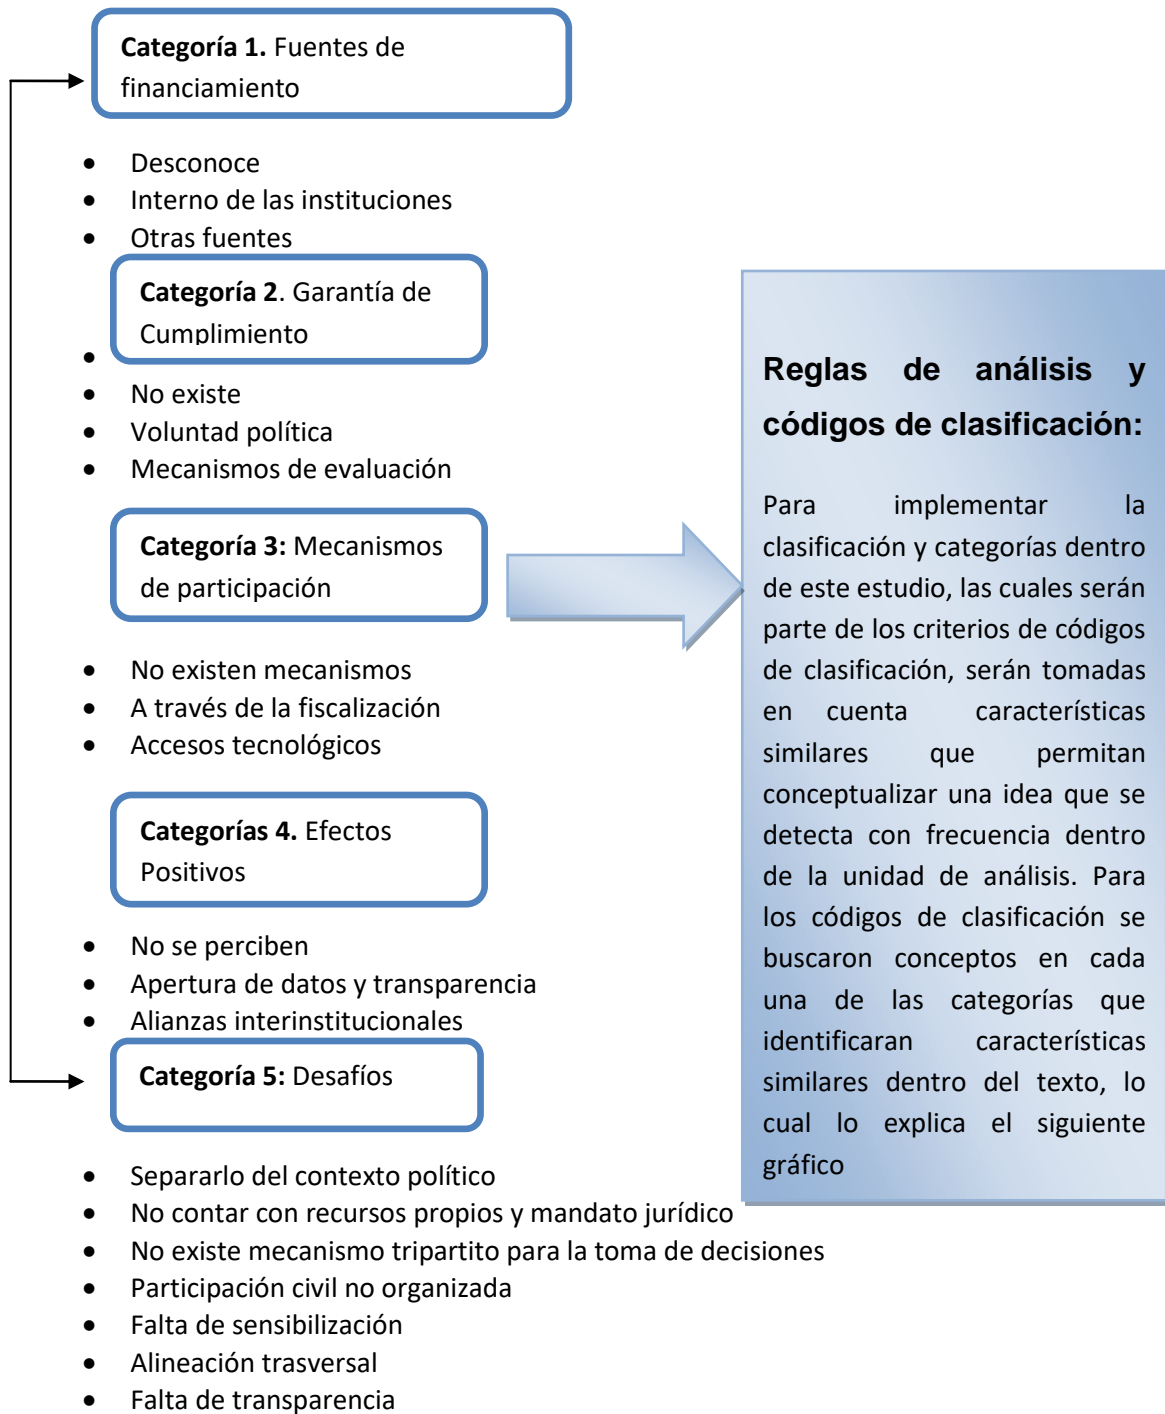 Categoría 1. Fuentes de
financiamiento
• Desconoce
• Interno de las instituciones
• Otras fuentes
Categoría 2. Garantía de
Cumplimiento
•
• No existe
• Voluntad política
• Mecanismos de evaluación
Categoría 3: Mecanismos
de participación
• No existen mecanismos
• A través de la fiscalización
• Accesos tecnológicos
Categorías 4. Efectos
Positivos
• No se perciben
• Apertura de datos y transparencia
• Alianzas interinstitucionales
Categoría 5: Desafíos
• Separarlo del contexto político
• No contar con recursos propios y mandato jurídico
• No existe mecanismo tripartito para la toma de decisiones
• Participación civil no organizada
• Falta de sensibilización
• Alineación trasversal
• Falta de transparencia
Reglas de análisis y
códigos de clasificación:
Para implementar la
clasificación y categorías dentro
de este estudio, las cuales serán
parte de los criterios de códigos
de clasificación, serán tomadas
en cuenta características
similares que permitan
conceptualizar una idea que se
detecta con frecuencia dentro
de la unidad de análisis. Para
los códigos de clasificación se
buscaron conceptos en cada
una de las categorías que
identificaran características
similares dentro del texto, lo
cual lo explica el siguiente
gráfico